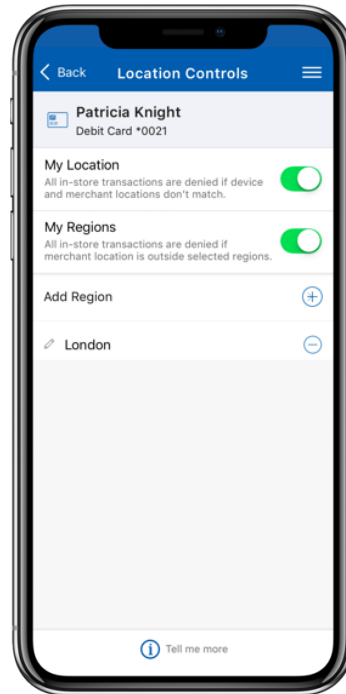 Back Location Controls
Patricia Knight
Debit Card *0021
My Location
All in-store transactions are denied if device
and merchant locations don't match.
My Regions
All in-store transactions are denied if
merchant location is outside selected regions.
Add Region
London
Tell me more